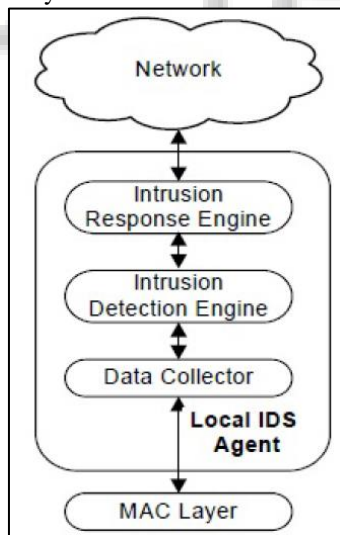 Network
Intrusion
Response Engine
Intrusion
Detection Engine
Data Collector
Local IDS
Agent
MAC Layer